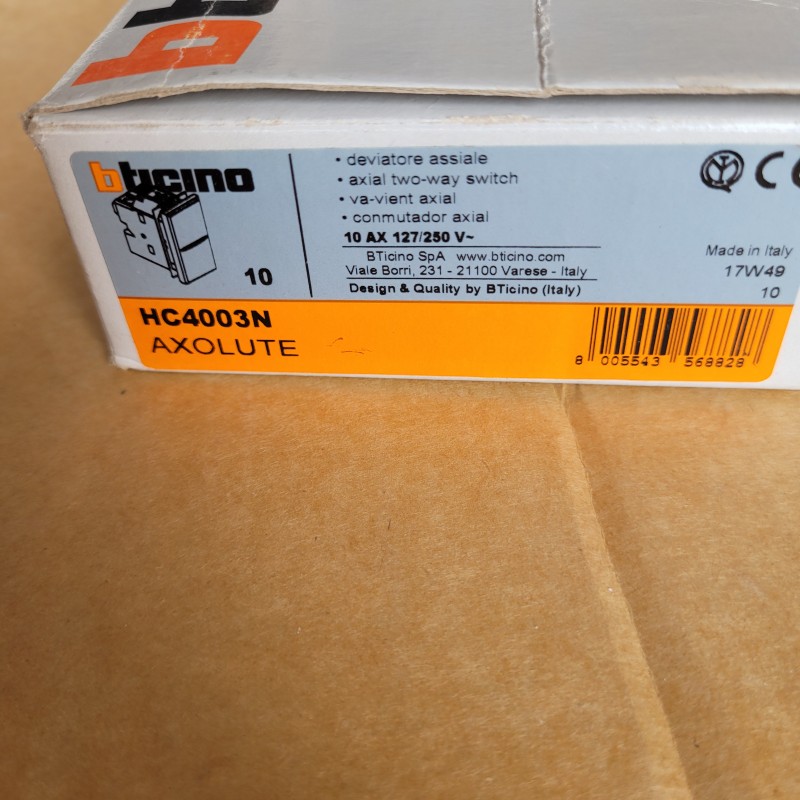 bticino
10
• deviatore assiale
• axial two-way switch
• va-vient axial
• conmutador axial
10 AX 127/250 V~
BTicino SpA www.bticino.com
Viale Borri, 231 - 21100 Varese - Italy
Design & Quality by BTicino (Italy)
CE
Made in Italy
17W49
10
HC4003N
AXOLUTE
8 005543 568828